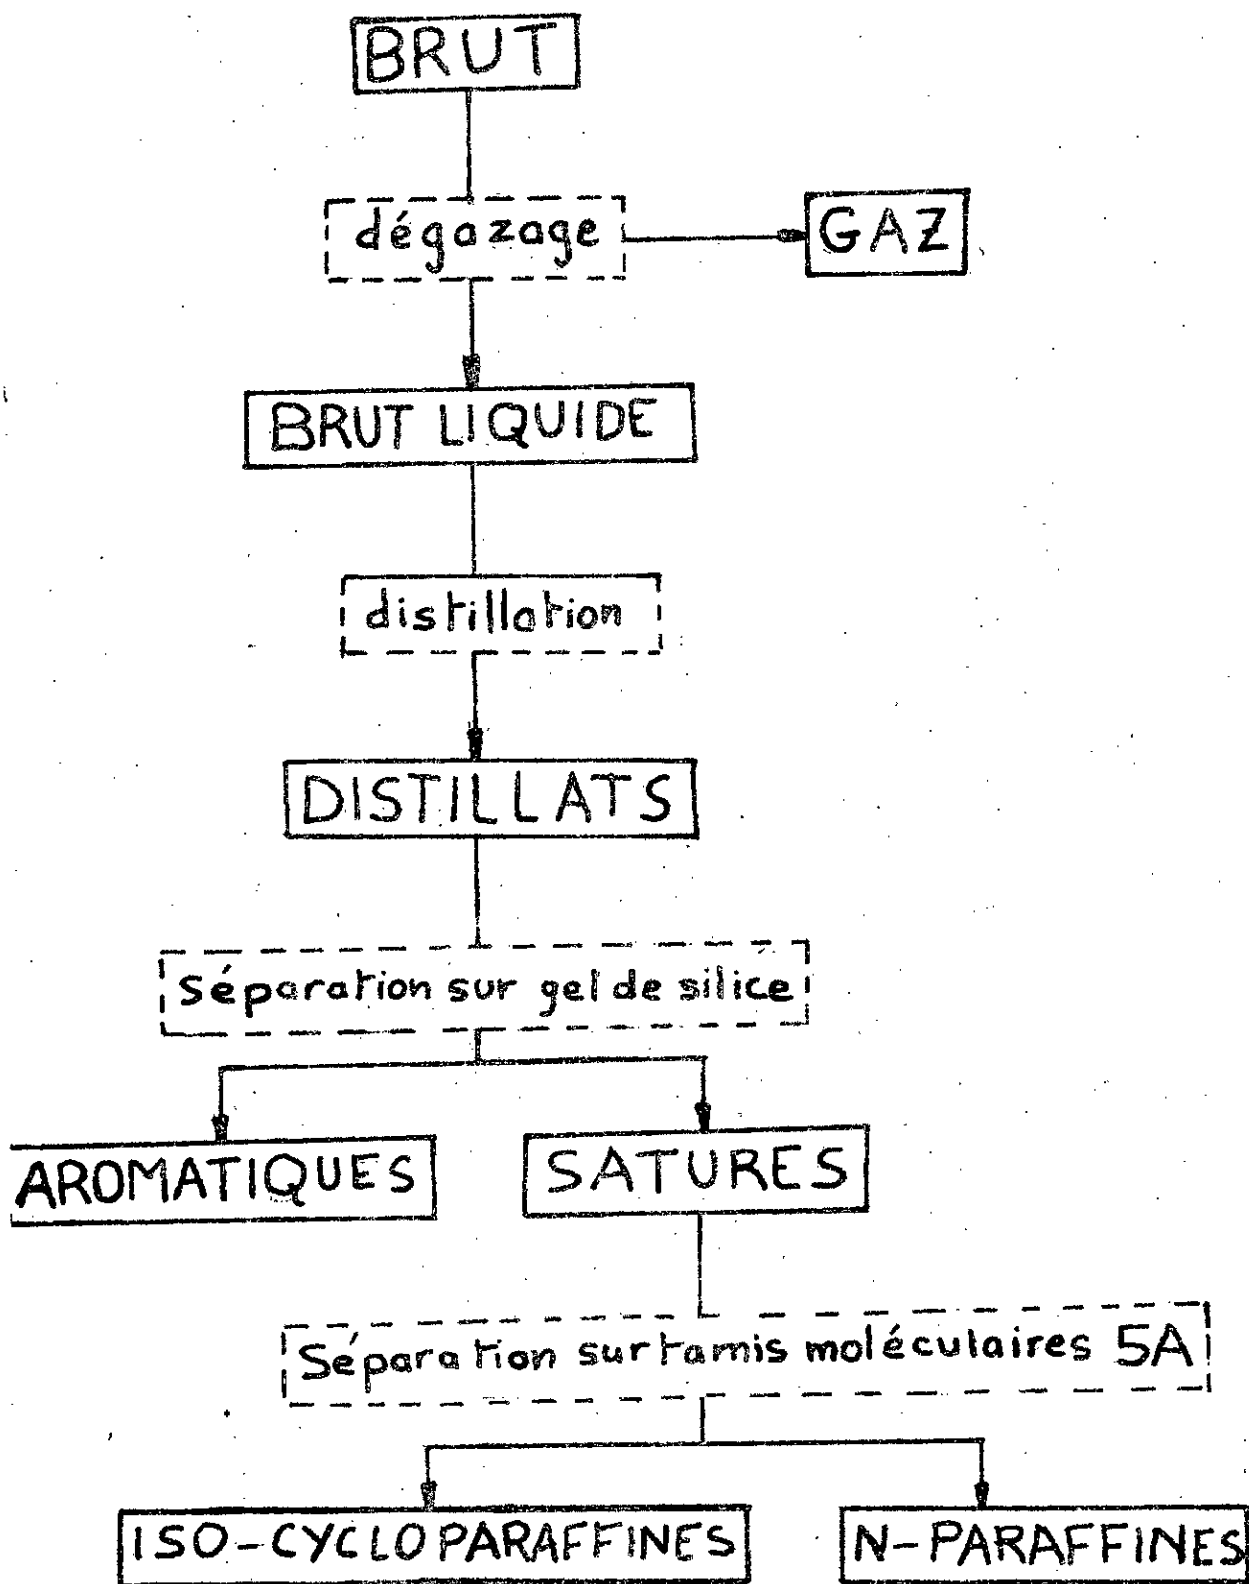 BRUT
dégazage
GAZ
BRUT LIQUIDE
distillation
DISTILLATS
Séparation sur gel de silice
AROMATIQUES
SATURES
Séparation sur tamis moléculaires 5A
ISO-CYCLOPARAFFINES
N-PARAFFINES